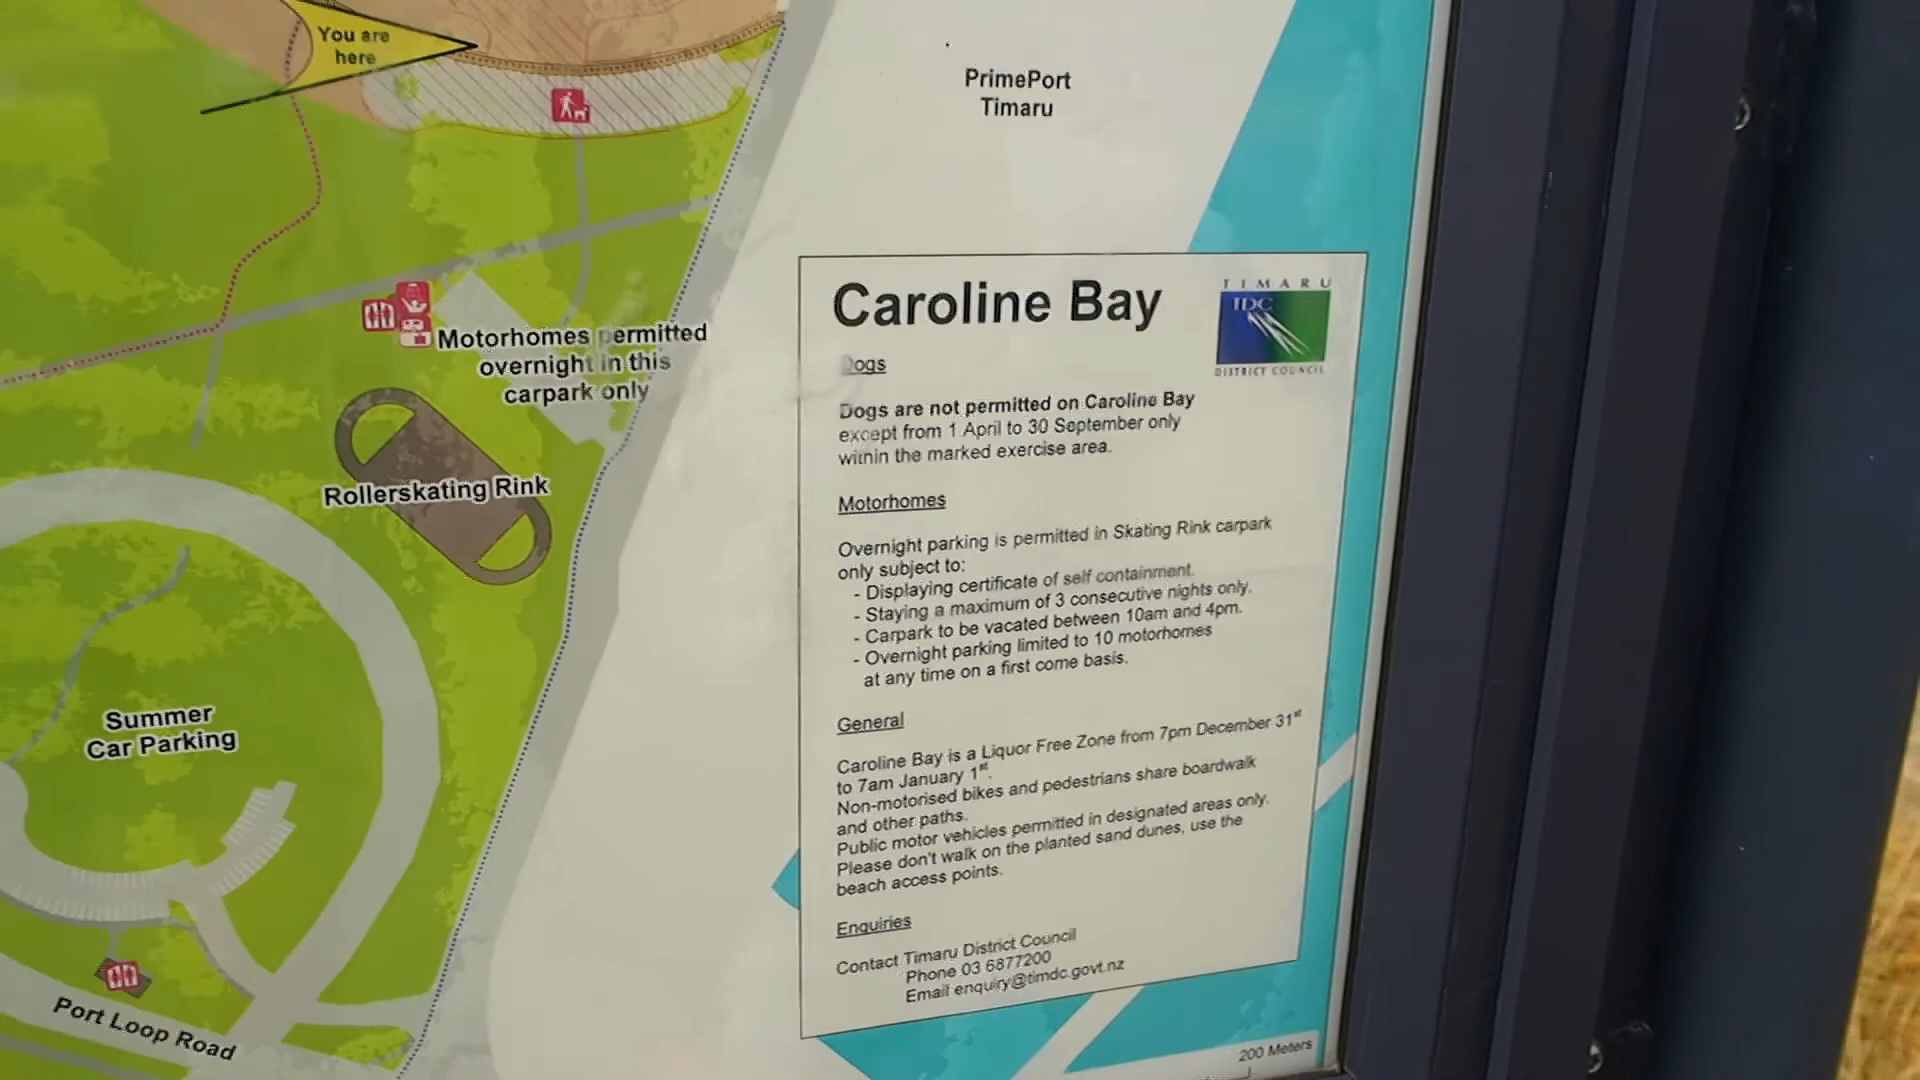 You are
here
PrimePort
Timaru
Motorhomes permitted
overnight in this
carpark only
Rollerskating Rink
Summer
Car Parking
Port Loop Road
Caroline Bay
TIMARU
TDC
DISTRICT COUNCIL
Dogs
Dogs are not permitted on Caroline Bay
except from 1 April to 30 September only
within the marked exercise area.
Motorhomes
Overnight parking is permitted in Skating Rink carpark
only subject to:
- Displaying certificate of self containment.
- Staying a maximum of 3 consecutive nights only.
- Carpark to be vacated between 10am and 4pm.
- Overnight parking limited to 10 motorhomes
at any time on a first come basis.
General
Caroline Bay is a Liquor Free Zone from 7pm December 31st
to 7am January 1st.
Non-motorised bikes and pedestrians share boardwalk
and other paths.
Public motor vehicles permitted in designated areas only.
Please don't walk on the planted sand dunes, use the
beach access points.
Enquiries
Contact Timaru District Council
Phone 03 6877200
Email enquiry@timdc.govt.nz
200 Meters